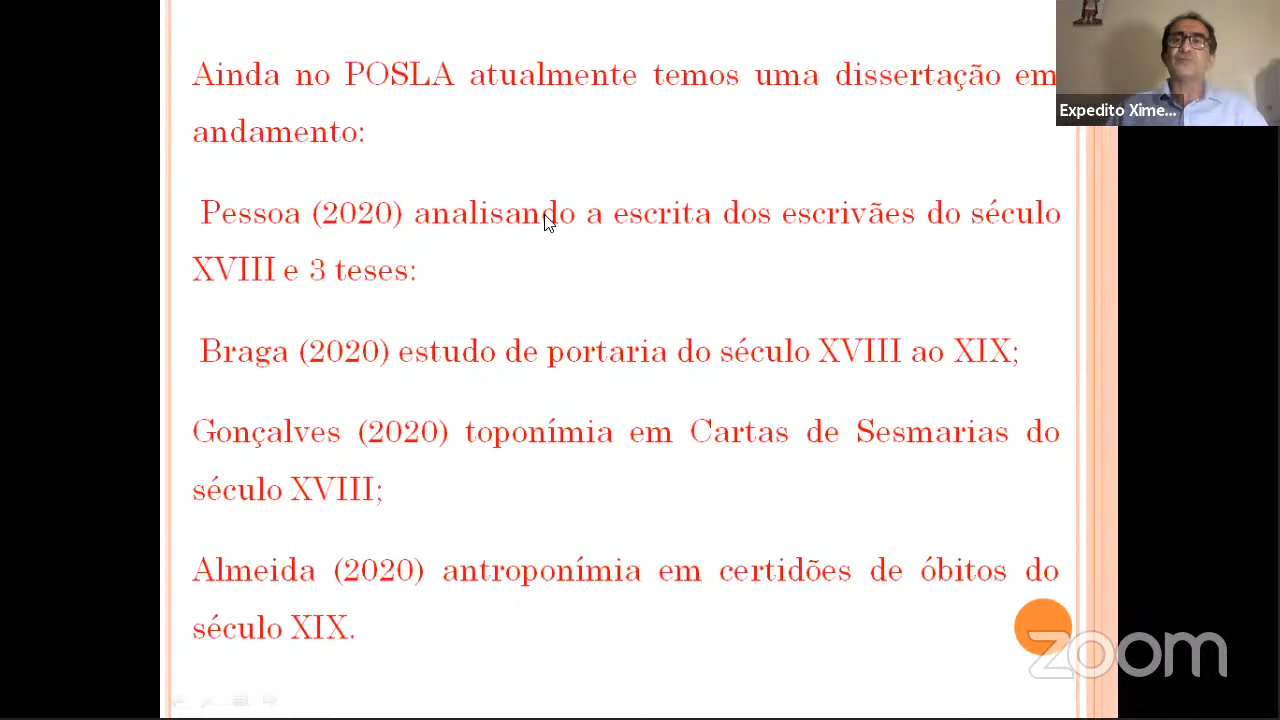 Ainda no POSLA atualmente temos uma dissertação em
andamento:
Pessoa (2020) analisando a escrita dos escrivães do século
XVIII e 3 teses:
Braga (2020) estudo de portaria do século XVIII ao XIX;
Gonçalves (2020) toponímia em Cartas de Sesmarias do
século XVIII;
Almeida (2020) antroponímia em certidões de óbitos do
século XIX.
Expedito Xime...
zoom